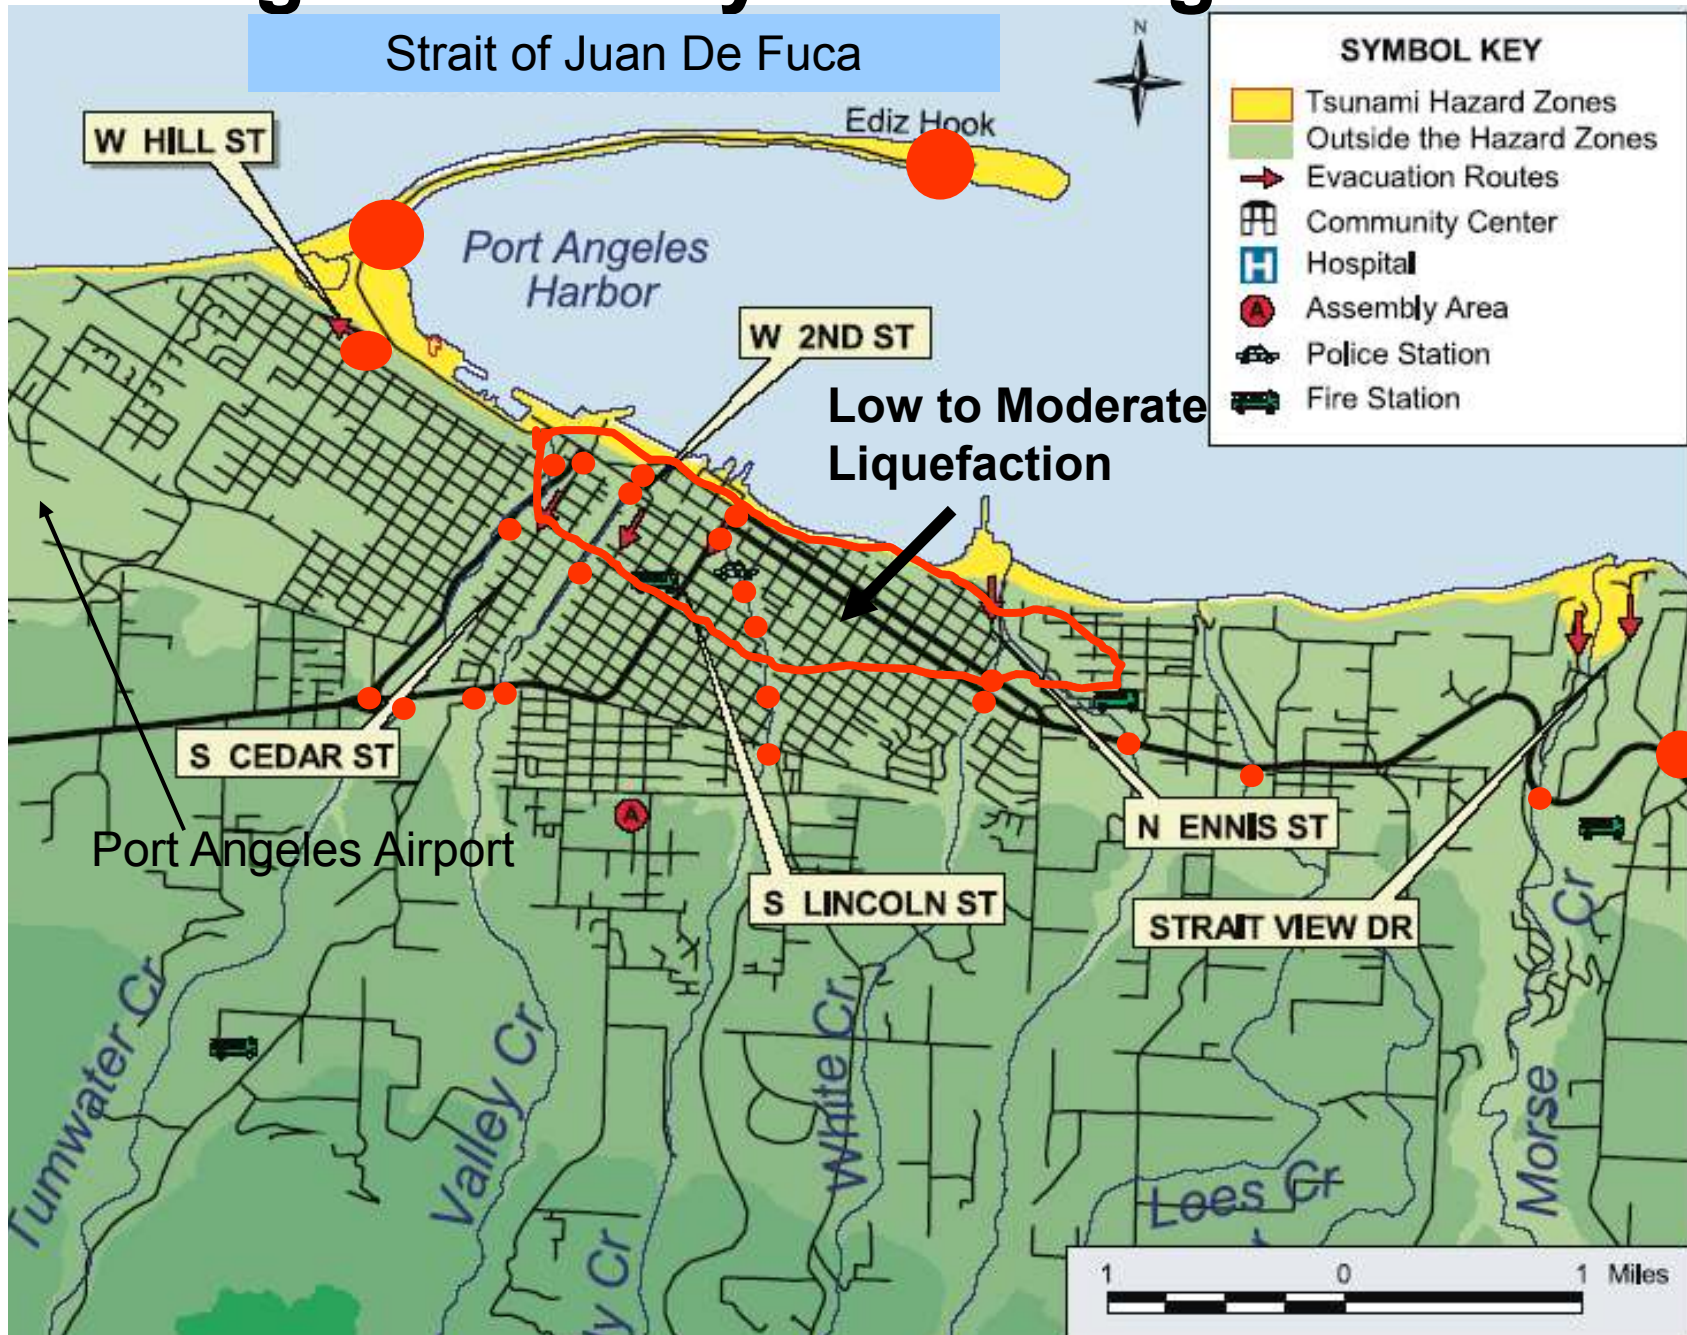 Strait of Juan De Fuca
N
SYMBOL KEY
Tsunami Hazard Zones
Outside the Hazard Zones
Evacuation Routes
Community Center
H Hospital
A Assembly Area
Police Station
Fire Station
W HILL ST
Ediz Hook
Port Angeles
Harbor
W 2ND ST
Low to Moderate
Liquefaction
S CEDAR ST
A
Port Angeles Airport
N ENNIS ST
S LINCOLN ST
STRAIT VIEW DR
Tumwater Cr
Valley Cr
White Cr
Lees Cr
Morse Cr
1 0 1 Miles